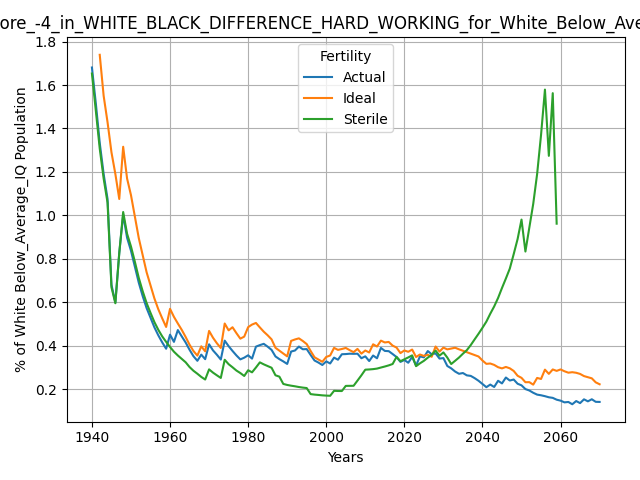 ore_-4_in_WHITE_BLACK_DIFFERENCE_HARD_WORKING_for_White_Below_Ave
Fertility
Actual
Ideal
Sterile
% of White Below_Average_IQ Population
1.8
1.6
1.4
1.2
1.0
0.8
0.6
0.4
0.2
1940 1960 1980 2000 2020 2040 2060
Years